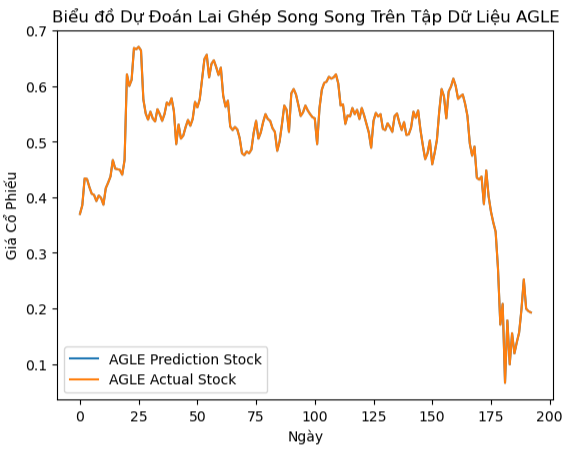 Biểu đồ Dự Đoán Lai Ghép Song Song Trên Tập Dữ Liệu AGLE
0.7
0.6
0.5
0.4
0.3
0.2
0.1
Giá Cổ Phiếu
AGLE Prediction Stock
AGLE Actual Stock
0 25 50 75 100 125 150 175 200
Ngày